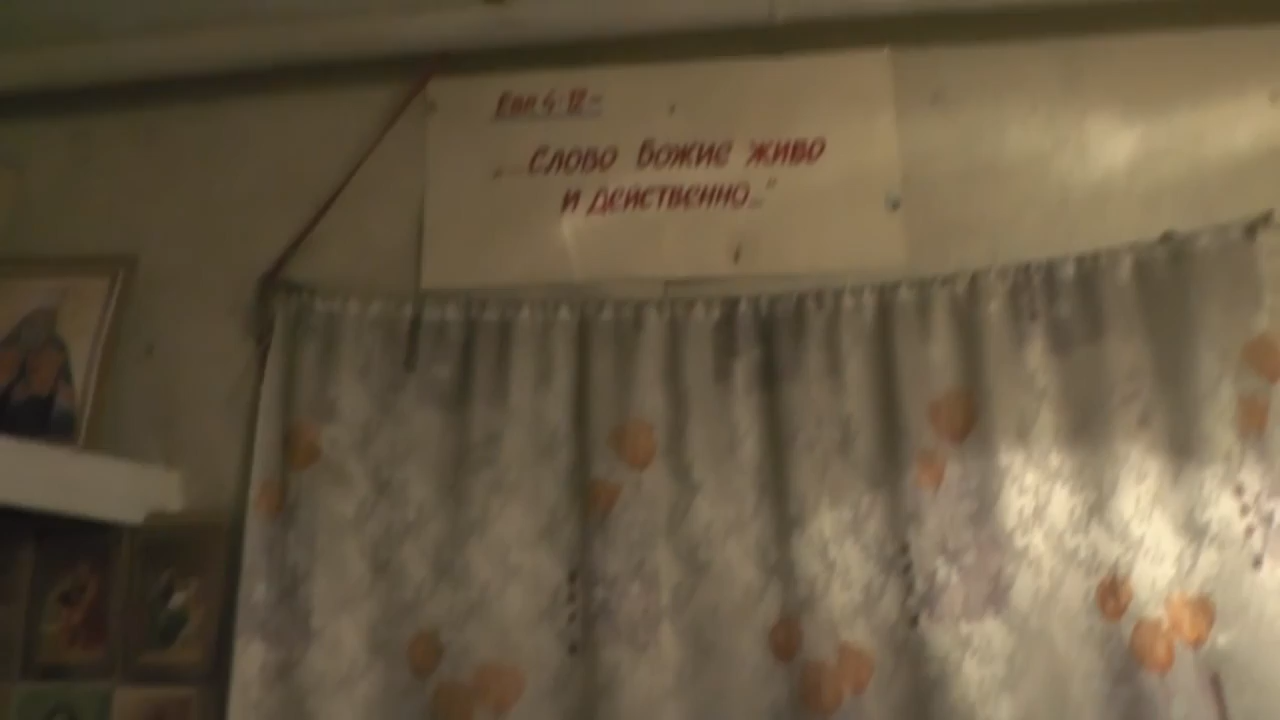 Евр 4:12-
„...Слово Божие живо
и действенно..."